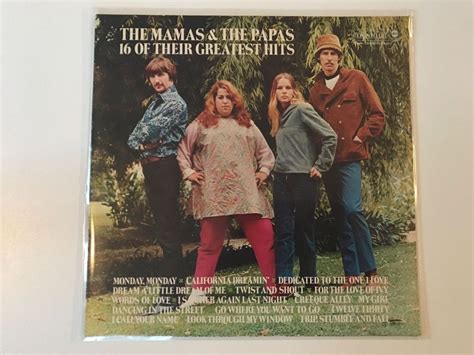 THE MAMAS & THE PAPAS
16 OF THEIR GREATEST HITS
MONDAY, MONDAY • CALIFORNIA DREAMIN' • DEDICATED TO THE ONE I LOVE
DREAM A LITTLE DREAM OF ME • TWIST AND SHOUT • FOR THE LOVE OF IVY
WORDS OF LOVE • I SAW HER AGAIN LAST NIGHT • CREEQUE ALLEY • MY GIRL
DANCING IN THE STREET • GO WHERE YOU WANT TO GO • TWELVE THIRTY
I CALL YOUR NAME • LOOK THROUGH MY WINDOW • TRIP, STUMBLE AND FALL